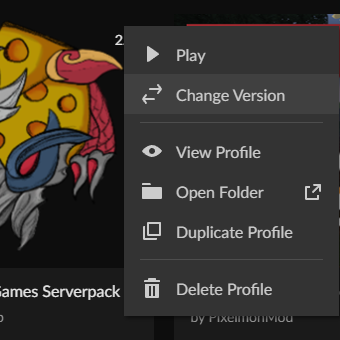 2
Play
Change Version
View Profile
Open Folder
Duplicate Profile
Games Serverpack
Delete Profile
by PixelmonMod